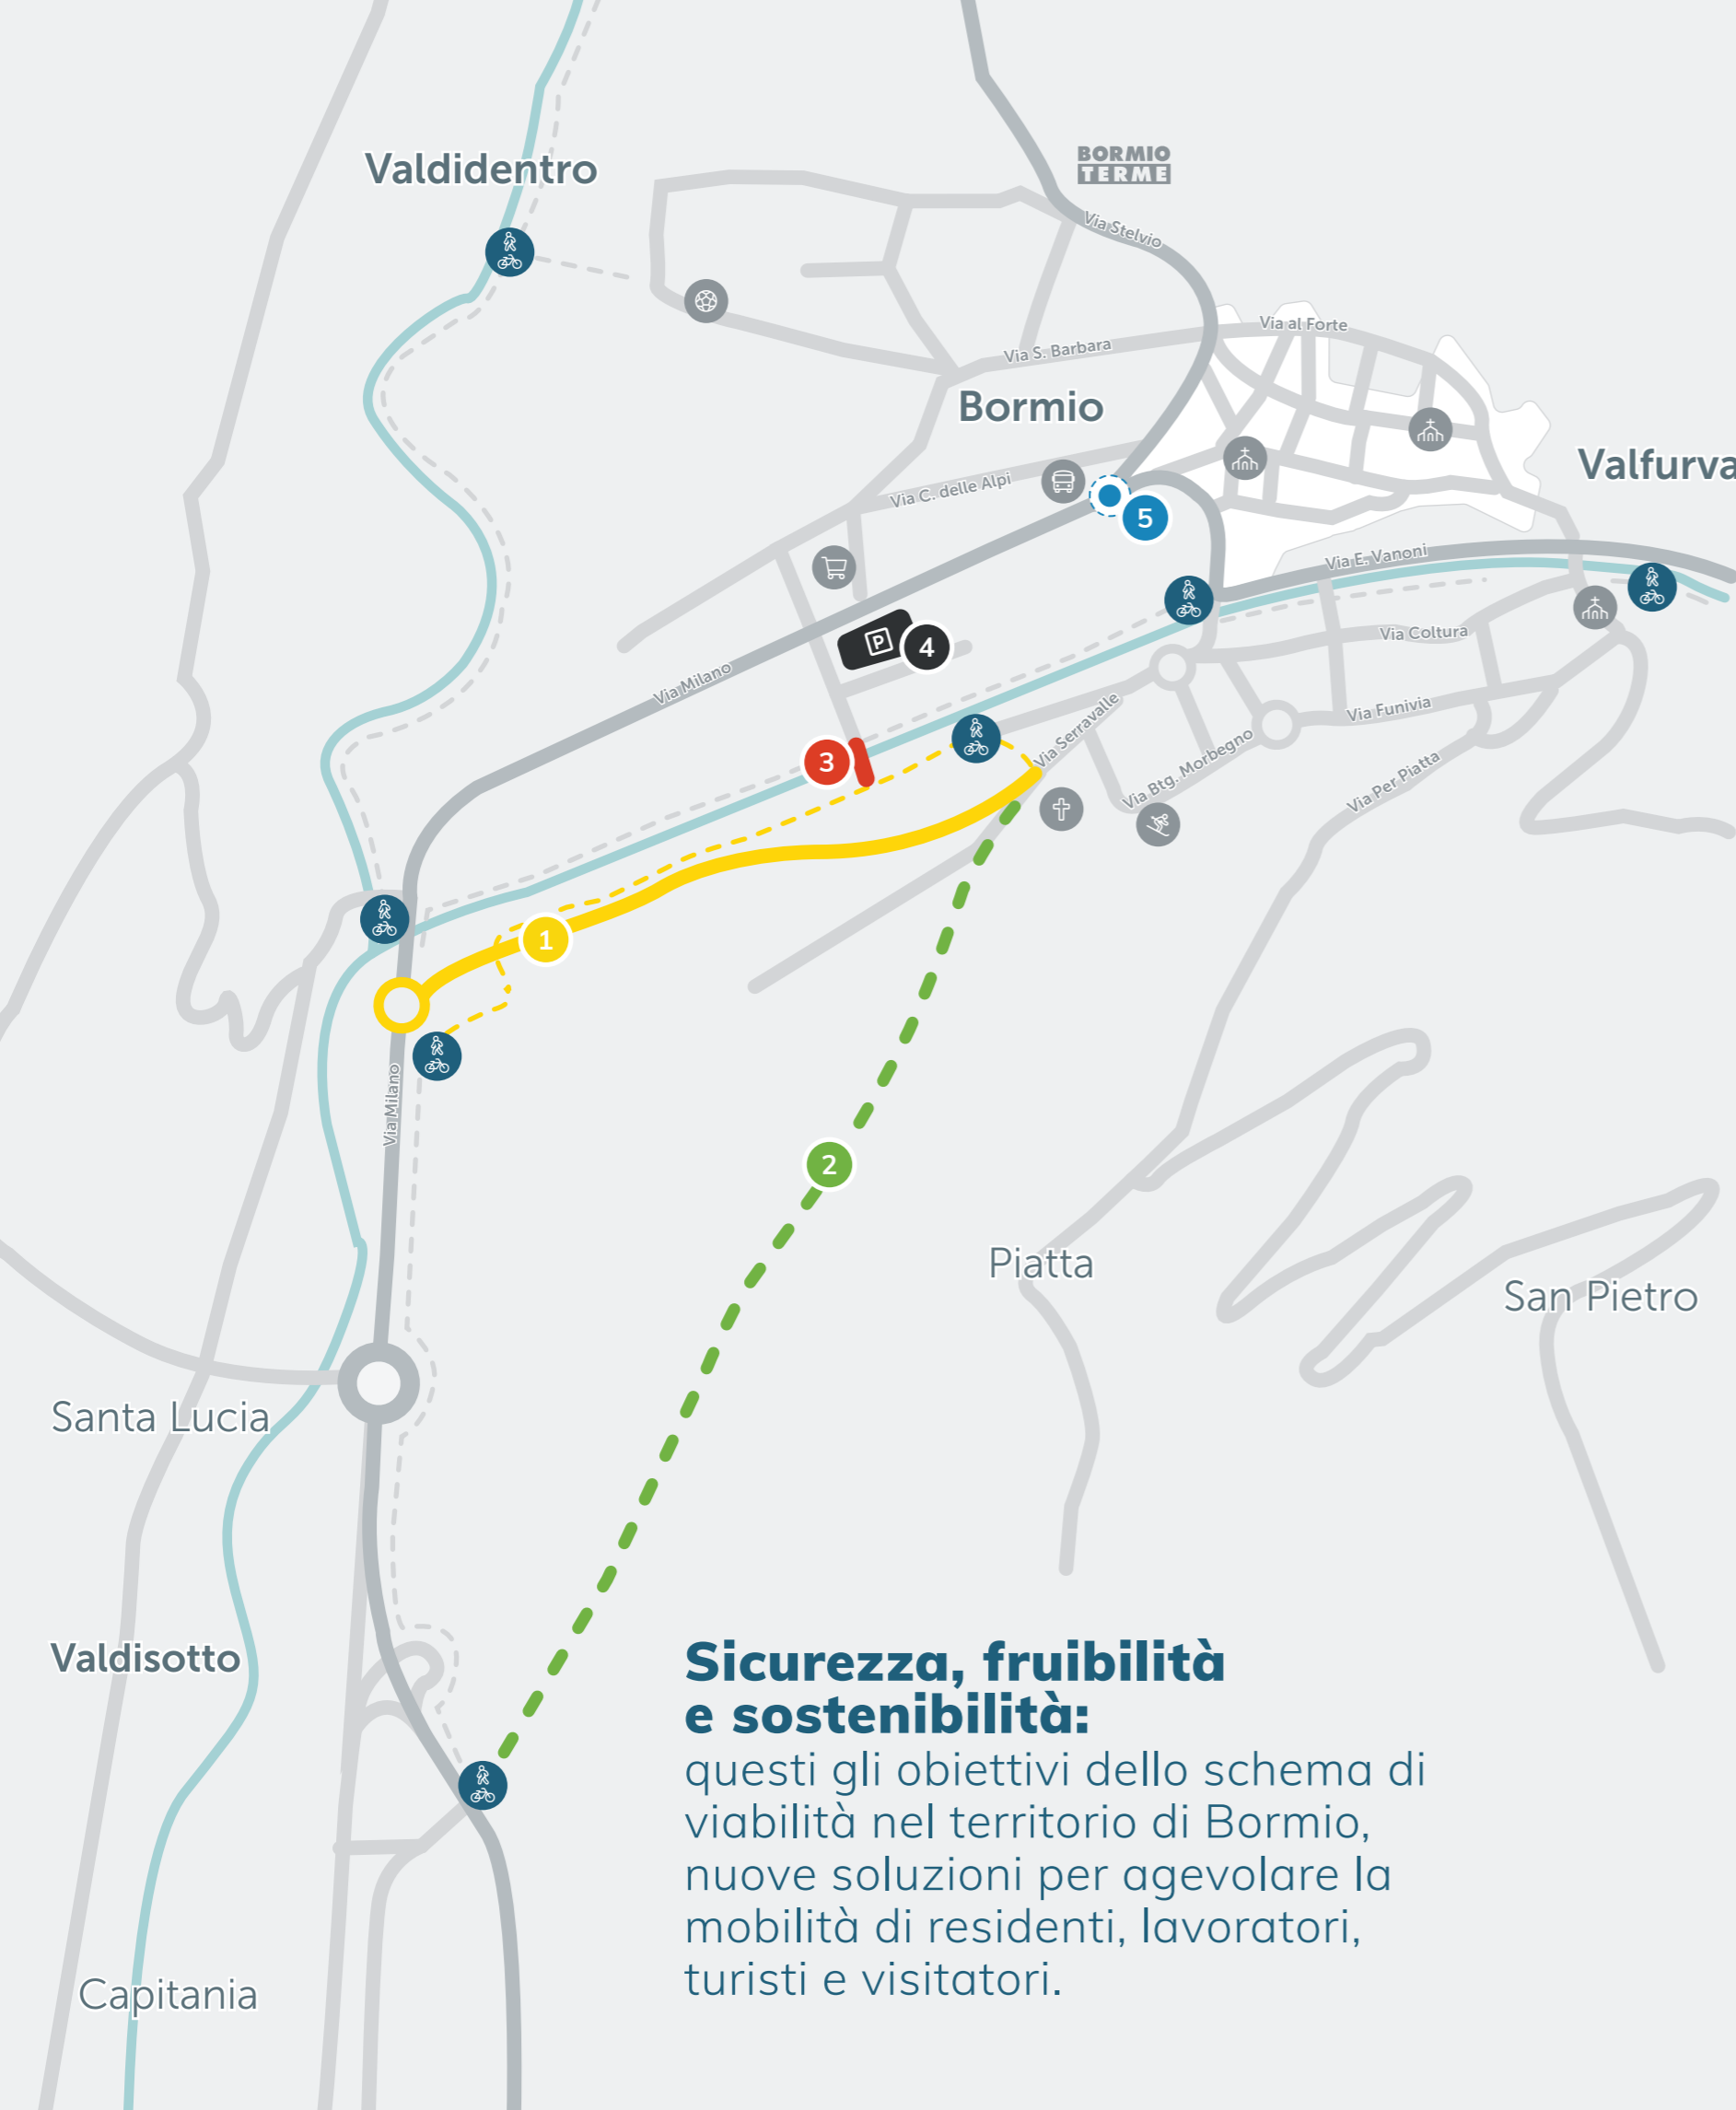 BORMIO
TERME
Valdidentro
Via Stelvio
Via al Forte
Via S. Barbara
Bormio
Valfurva
Via C. delle Alpi
5
Via E. Vanoni
P
4
Via Coltura
Via Milano
Via Serravalle
Via Funivia
3
Via Btg. Morbegno
Via Per Piatta
1
Via Milano
2
Piatta
San Pietro
Santa Lucia
Valdisotto
Sicurezza, fruibilità
e sostenibilità:
questi gli obiettivi dello schema di
viabilità nel territorio di Bormio,
nuove soluzioni per agevolare la
mobilità di residenti, lavoratori,
turisti e visitatori.
Capitania